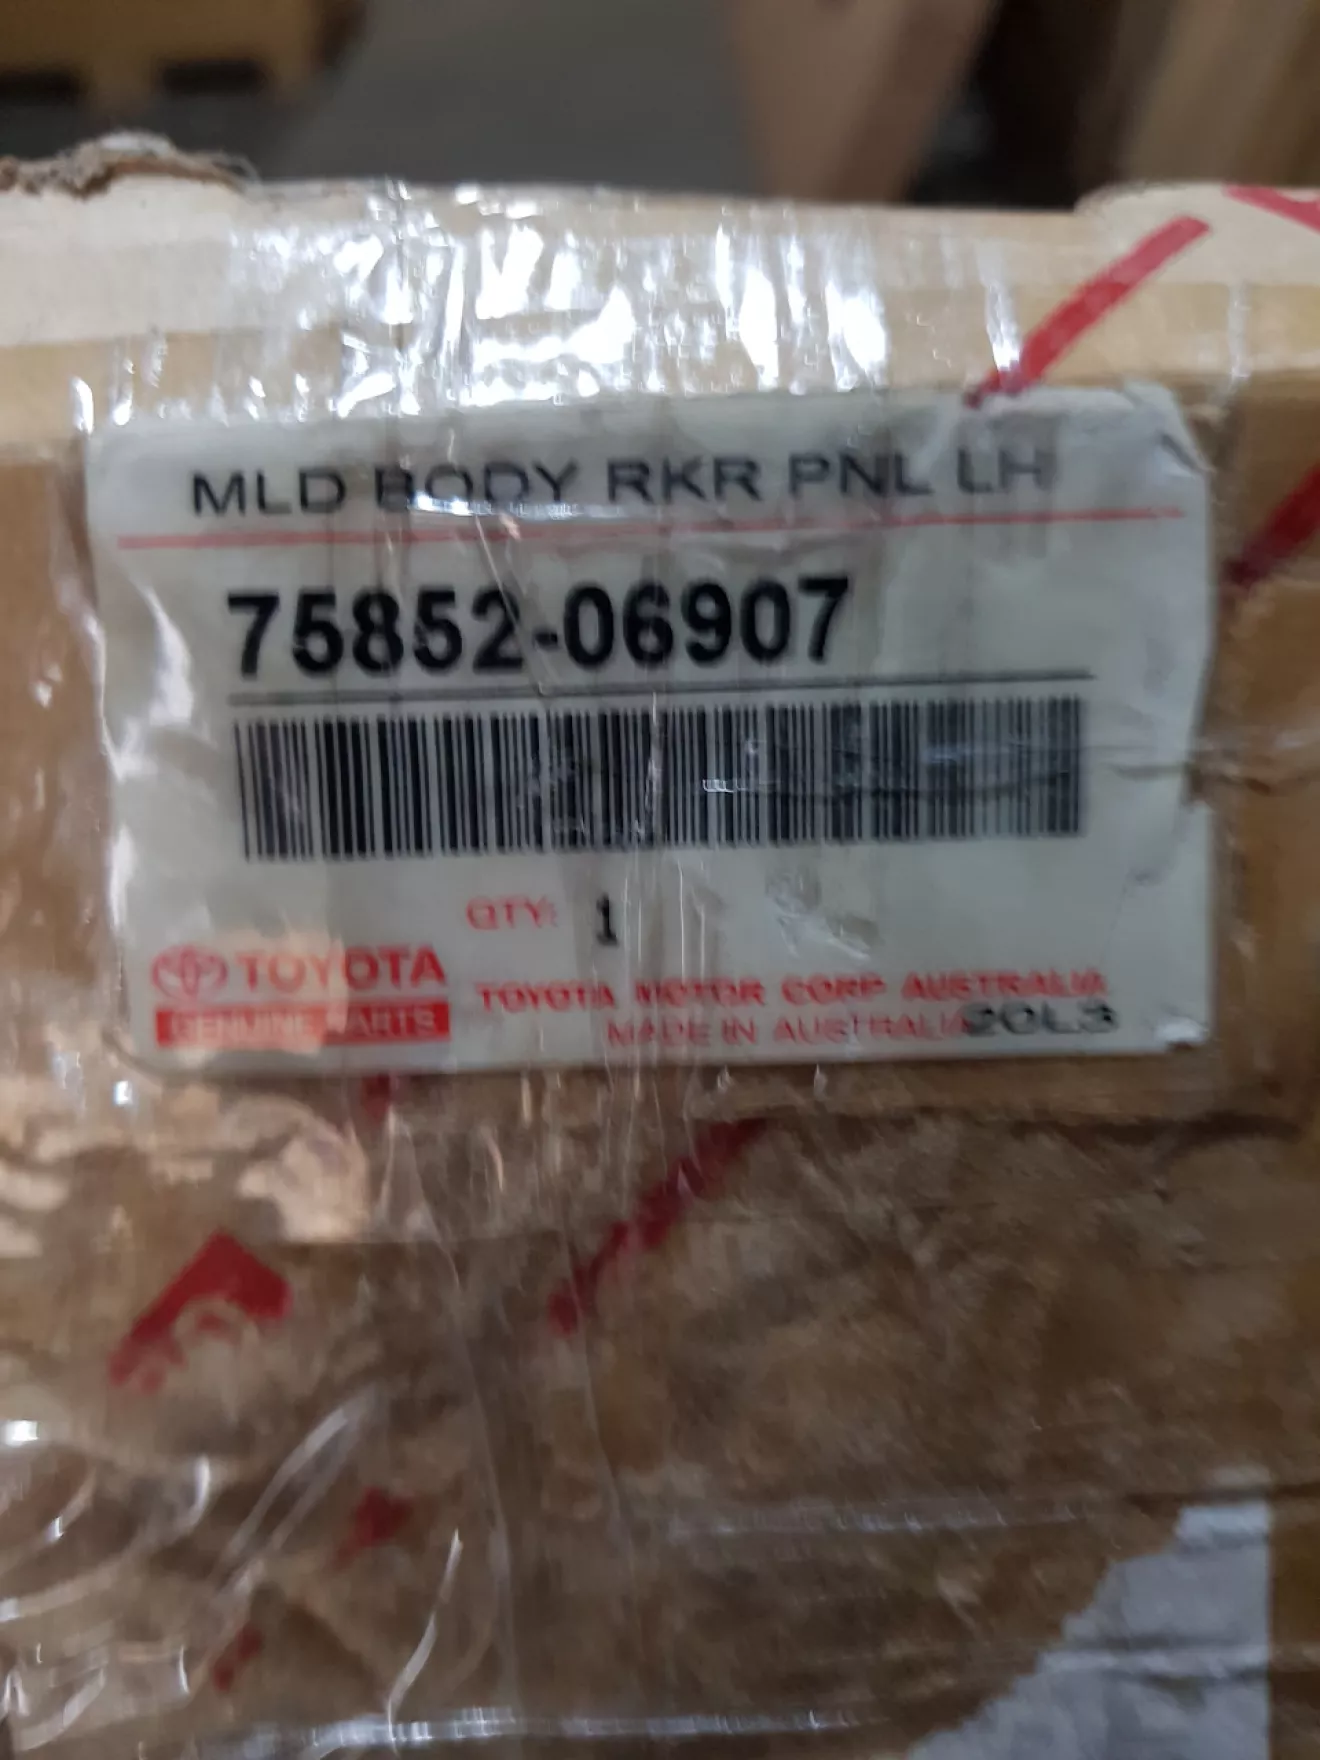 MLD BODY RKR PNL LH
75852-06907
QTY: 1
TOYOTA
GENUINE PARTS
TOYOTA MOTOR CORP AUSTRALIA
MADE IN AUSTRALIA 20L3